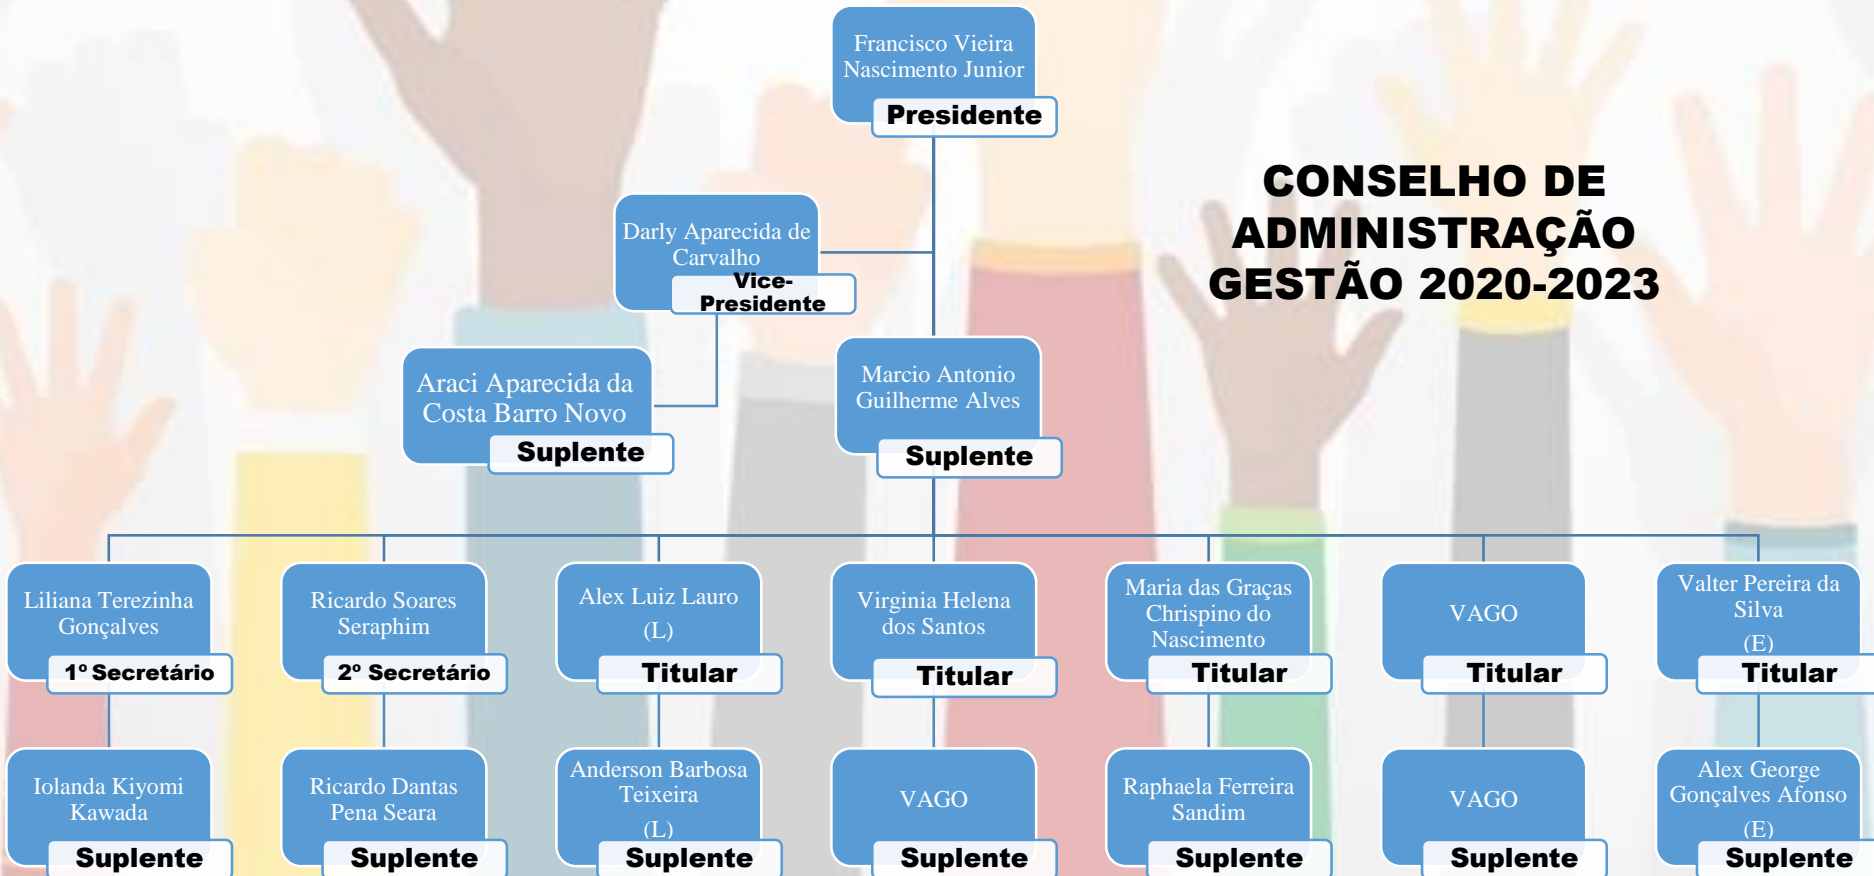 Francisco Vieira
Nascimento Junior
Presidente
CONSELHO DE
ADMINISTRAÇÃO
GESTÃO 2020-2023
Darly Aparecida de
Carvalho
Vice-
Presidente
Araci Aparecida da
Costa Barro Novo
Suplente
Marcio Antonio
Guilherme Alves
Suplente
Liliana Terezinha
Gonçalves
1º Secretário
Ricardo Soares
Seraphim
2º Secretário
Alex Luiz Lauro
(L)
Titular
Virginia Helena
dos Santos
Titular
Maria das Graças
Chrispino do
Nascimento
Titular
VAGO
Titular
Valter Pereira da
Silva
(E)
Titular
Iolanda Kiyomi
Kawada
Suplente
Ricardo Dantas
Pena Seara
Suplente
Anderson Barbosa
Teixeira
(L)
Suplente
VAGO
Suplente
Raphaela Ferreira
Sandim
Suplente
VAGO
Suplente
Alex George
Gonçalves Afonso
(E)
Suplente